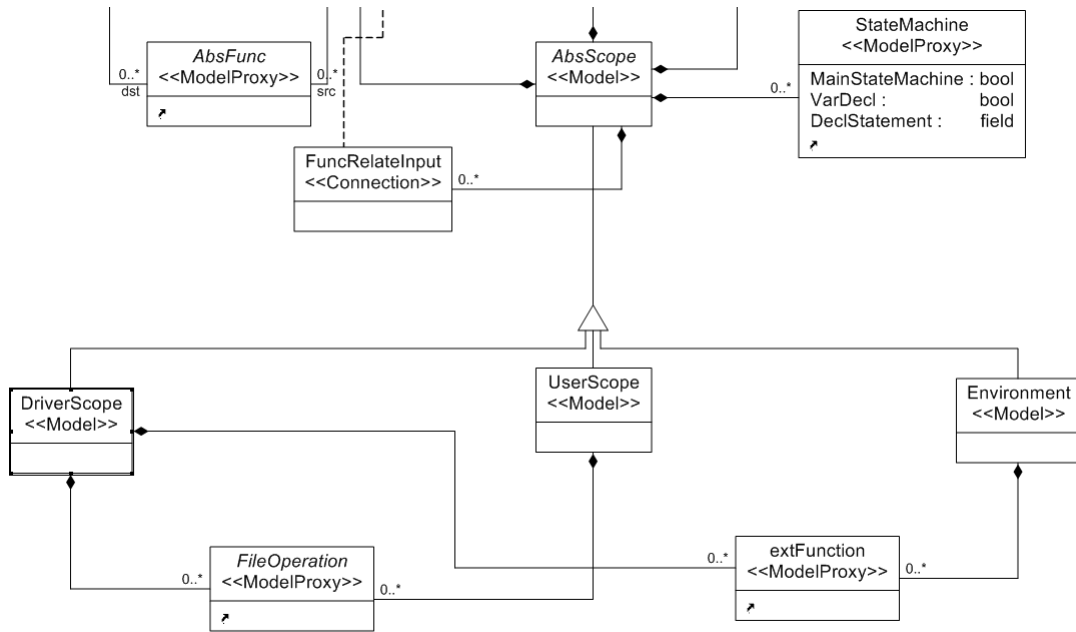 AbsFunc
<<ModelProxy>>
0..*
dst
0..*
src
AbsScope
<<Model>>
StateMachine
<<ModelProxy>>
MainStateMachine : bool
VarDecl : bool
DeclStatement : field
0..*
FuncRelateInput
<<Connection>>
0..*
DriverScope
<<Model>>
UserScope
<<Model>>
Environment
<<Model>>
FileOperation
<<ModelProxy>>
0..*
0..*
extFunction
<<ModelProxy>>
0..*
0..*